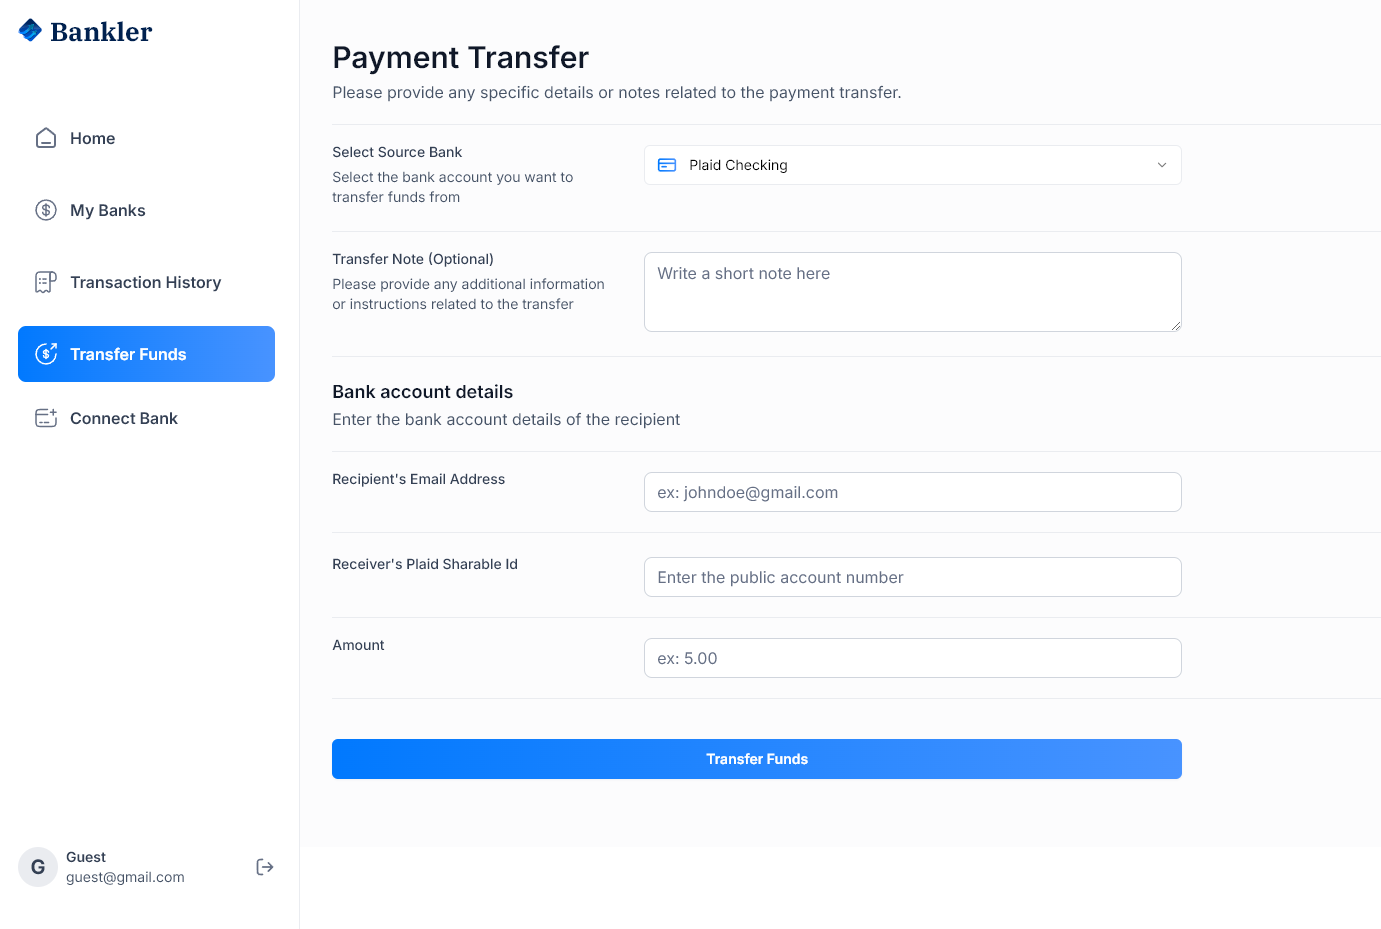 Bankler
Home
My Banks
Transaction History
Transfer Funds
Connect Bank
G
Guest
guest@gmail.com
Payment Transfer
Please provide any specific details or notes related to the payment transfer.
Select Source Bank
Select the bank account you want to
transfer funds from
Plaid Checking
Transfer Note (Optional)
Please provide any additional information
or instructions related to the transfer
Write a short note here
Bank account details
Enter the bank account details of the recipient
Recipient's Email Address
ex: johndoe@gmail.com
Receiver's Plaid Sharable Id
Enter the public account number
Amount
ex: 5.00
Transfer Funds